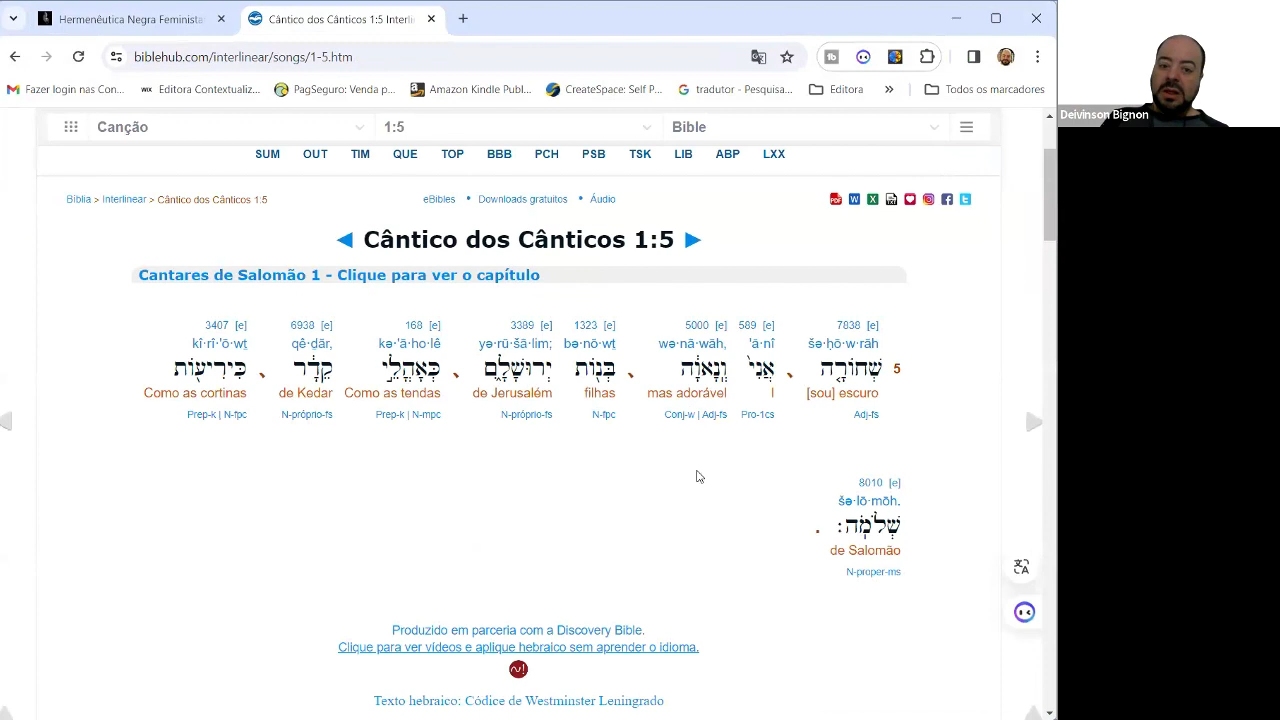 Hermenêutica Negra Feminista
Cântico dos Cânticos 1:5 Interli
biblehub.com/interlinear/songs/1-5.htm
Fazer login nas Con...
WIX Editora Contextualiz...
PagSeguro: Venda p...
Amazon Kindle Publ...
CreateSpace: Self P...
tradutor - Pesquisa...
Editora
Todos os marcadores
Deivinson Bignon
Canção 1:5 Bible
SUM OUT TIM QUE TOP BBB PCH PSB TSK LIB ABP LXX
Bíblia > Interlinear > Cântico dos Cânticos 1:5
eBibles • Downloads gratuitos • Áudio
◄ Cântico dos Cânticos 1:5 ►
Cantares de Salomão 1 - Clique para ver o capítulo
3407 [e] 6938 [e] 168 [e] 3389 [e] 1323 [e] 5000 [e] 589 [e] 7838 [e]
kî·rî·‘ō·wṯ qê·ḏār, kə·’ā·ho·lê yə·rū·šā·lim; bə·nō·wṯ wə·nā·wāh, ’ă·nî šə·ḥō·w·rāh
5 שְׁחוֹרָ֤ה אֲנִי֙ ، וְֽנָאוָ֔ה בְּנ֖וֹת ، יְרוּשָׁלִָ֑ם כְּאָהֳלֵ֣י ، קֵדָ֔ר כִּירִיע֖וֹת ،
Como as cortinas de Kedar Como as tendas de Jerusalém filhas mas adorável I [sou] escuro
Prep-k | N-fpc N-próprio-fs Prep-k | N-mpc N-próprio-fs N-fpc Conj-w | Adj-fs Pro-1cs Adj-fs
8010 [e]
šə·lō·mōh.
שְׁלֹמֹֽה׃ .
de Salomão
N-proper-ms
Produzido em parceria com a Discovery Bible.
Clique para ver vídeos e aplique hebraico sem aprender o idioma.
Texto hebraico: Códice de Westminster Leningrado